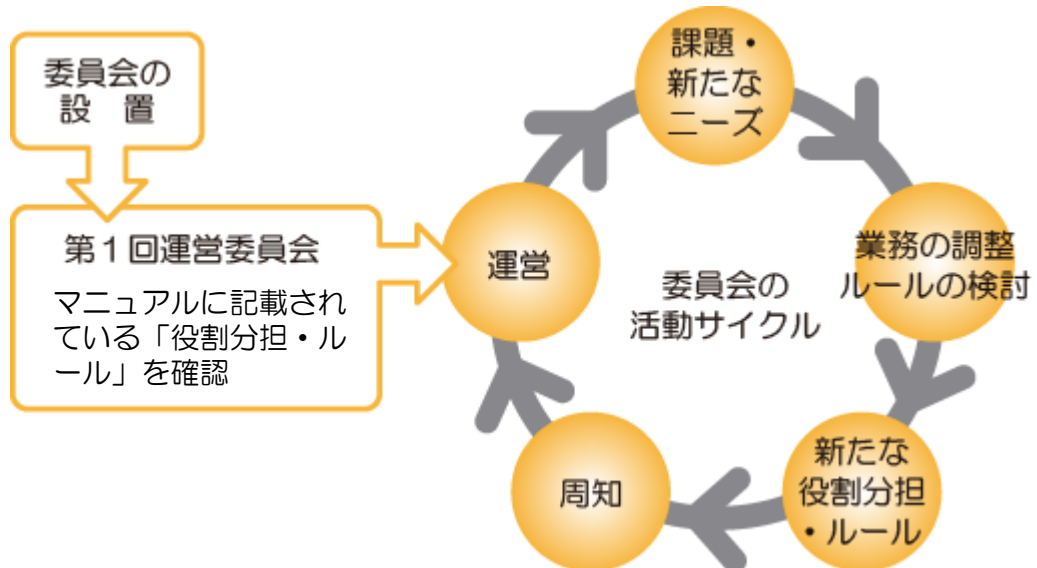 委員会の
設　置
第１回運営委員会
マニュアルに記載され
ている「役割分担・ル
ール」を確認
運営
課題・
新たな
ニーズ
業務の調整
ルールの検討
新たな
役割分担
・ルール
周知
委員会の
活動サイクル